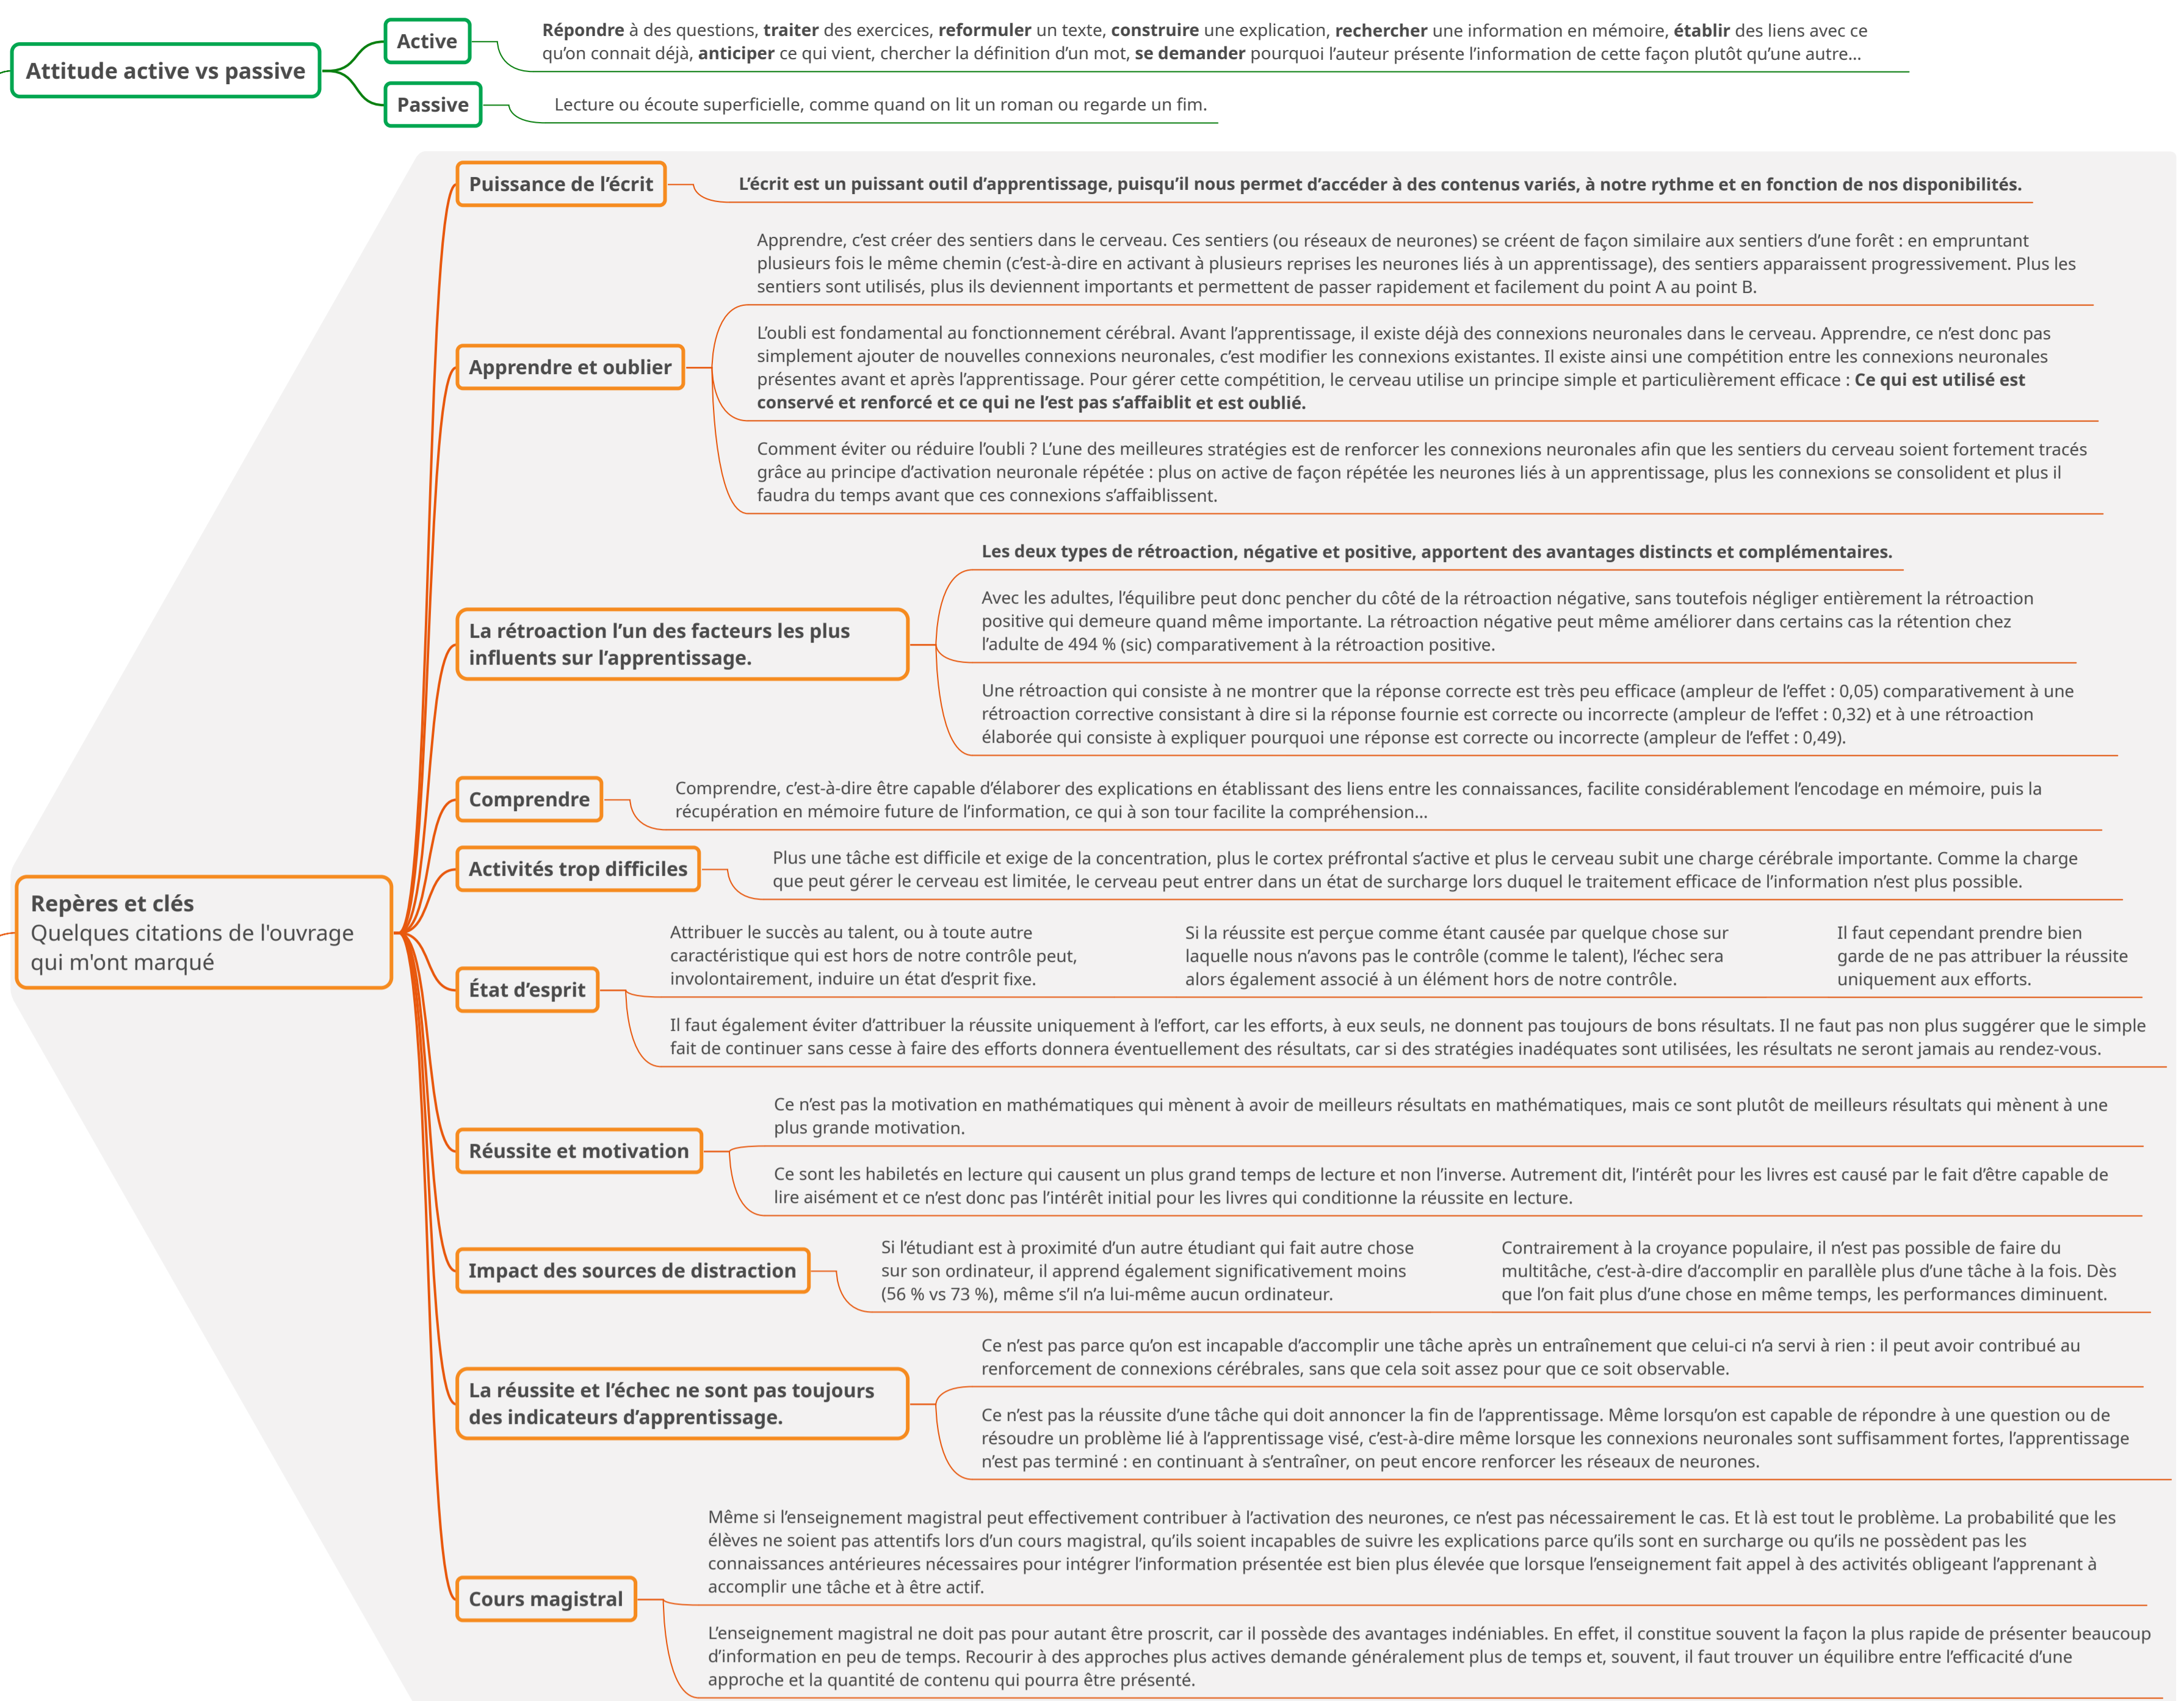 Attitude active vs passive
Active
Répondre à des questions, traiter des exercices, reformuler un texte, construire une explication, rechercher une information en mémoire, établir des liens avec ce
qu’on connait déjà, anticiper ce qui vient, chercher la définition d’un mot, se demander pourquoi l’auteur présente l’information de cette façon plutôt qu’une autre…
Passive
Lecture ou écoute superficielle, comme quand on lit un roman ou regarde un fim.
Repères et clés
Quelques citations de l'ouvrage
qui m'ont marqué
Puissance de l’écrit
L’écrit est un puissant outil d’apprentissage, puisqu’il nous permet d’accéder à des contenus variés, à notre rythme et en fonction de nos disponibilités.
Apprendre et oublier
Apprendre, c’est créer des sentiers dans le cerveau. Ces sentiers (ou réseaux de neurones) se créent de façon similaire aux sentiers d’une forêt : en empruntant
plusieurs fois le même chemin (c’est-à-dire en activant à plusieurs reprises les neurones liés à un apprentissage), des sentiers apparaissent progressivement. Plus les
sentiers sont utilisés, plus ils deviennent importants et permettent de passer rapidement et facilement du point A au point B.
L’oubli est fondamental au fonctionnement cérébral. Avant l’apprentissage, il existe déjà des connexions neuronales dans le cerveau. Apprendre, ce n’est donc pas
simplement ajouter de nouvelles connexions neuronales, c’est modifier les connexions existantes. Il existe ainsi une compétition entre les connexions neuronales
présentes avant et après l’apprentissage. Pour gérer cette compétition, le cerveau utilise un principe simple et particulièrement efficace : Ce qui est utilisé est
conservé et renforcé et ce qui ne l’est pas s’affaiblit et est oublié.
Comment éviter ou réduire l’oubli ? L’une des meilleures stratégies est de renforcer les connexions neuronales afin que les sentiers du cerveau soient fortement tracés
grâce au principe d’activation neuronale répétée : plus on active de façon répétée les neurones liés à un apprentissage, plus les connexions se consolident et plus il
faudra du temps avant que ces connexions s’affaiblissent.
La rétroaction l’un des facteurs les plus
influents sur l’apprentissage.
Les deux types de rétroaction, négative et positive, apportent des avantages distincts et complémentaires.
Avec les adultes, l’équilibre peut donc pencher du côté de la rétroaction négative, sans toutefois négliger entièrement la rétroaction
positive qui demeure quand même importante. La rétroaction négative peut même améliorer dans certains cas la rétention chez
l’adulte de 494 % (sic) comparativement à la rétroaction positive.
Une rétroaction qui consiste à ne montrer que la réponse correcte est très peu efficace (ampleur de l’effet : 0,05) comparativement à une
rétroaction corrective consistant à dire si la réponse fournie est correcte ou incorrecte (ampleur de l’effet : 0,32) et à une rétroaction
élaborée qui consiste à expliquer pourquoi une réponse est correcte ou incorrecte (ampleur de l’effet : 0,49).
Comprendre
Comprendre, c’est-à-dire être capable d’élaborer des explications en établissant des liens entre les connaissances, facilite considérablement l’encodage en mémoire, puis la
récupération en mémoire future de l’information, ce qui à son tour facilite la compréhension…
Activités trop difficiles
Plus une tâche est difficile et exige de la concentration, plus le cortex préfrontal s’active et plus le cerveau subit une charge cérébrale importante. Comme la charge
que peut gérer le cerveau est limitée, le cerveau peut entrer dans un état de surcharge lors duquel le traitement efficace de l’information n’est plus possible.
État d’esprit
Attribuer le succès au talent, ou à toute autre
caractéristique qui est hors de notre contrôle peut,
involontairement, induire un état d’esprit fixe.
Si la réussite est perçue comme étant causée par quelque chose sur
laquelle nous n’avons pas le contrôle (comme le talent), l’échec sera
alors également associé à un élément hors de notre contrôle.
Il faut cependant prendre bien
garde de ne pas attribuer la réussite
uniquement aux efforts.
Il faut également éviter d’attribuer la réussite uniquement à l’effort, car les efforts, à eux seuls, ne donnent pas toujours de bons résultats. Il ne faut pas non plus suggérer que le simple
fait de continuer sans cesse à faire des efforts donnera éventuellement des résultats, car si des stratégies inadéquates sont utilisées, les résultats ne seront jamais au rendez-vous.
Réussite et motivation
Ce n’est pas la motivation en mathématiques qui mènent à avoir de meilleurs résultats en mathématiques, mais ce sont plutôt de meilleurs résultats qui mènent à une
plus grande motivation.
Ce sont les habiletés en lecture qui causent un plus grand temps de lecture et non l’inverse. Autrement dit, l’intérêt pour les livres est causé par le fait d’être capable de
lire aisément et ce n’est donc pas l’intérêt initial pour les livres qui conditionne la réussite en lecture.
Impact des sources de distraction
Si l’étudiant est à proximité d’un autre étudiant qui fait autre chose
sur son ordinateur, il apprend également significativement moins
(56 % vs 73 %), même s’il n’a lui-même aucun ordinateur.
Contrairement à la croyance populaire, il n’est pas possible de faire du
multitâche, c’est-à-dire d’accomplir en parallèle plus d’une tâche à la fois. Dès
que l’on fait plus d’une chose en même temps, les performances diminuent.
La réussite et l’échec ne sont pas toujours
des indicateurs d’apprentissage.
Ce n’est pas parce qu’on est incapable d’accomplir une tâche après un entraînement que celui-ci n’a servi à rien : il peut avoir contribué au
renforcement de connexions cérébrales, sans que cela soit assez pour que ce soit observable.
Ce n’est pas la réussite d’une tâche qui doit annoncer la fin de l’apprentissage. Même lorsqu’on est capable de répondre à une question ou de
résoudre un problème lié à l’apprentissage visé, c’est-à-dire même lorsque les connexions neuronales sont suffisamment fortes, l’apprentissage
n’est pas terminé : en continuant à s’entraîner, on peut encore renforcer les réseaux de neurones.
Cours magistral
Même si l’enseignement magistral peut effectivement contribuer à l’activation des neurones, ce n’est pas nécessairement le cas. Et là est tout le problème. La probabilité que les
élèves ne soient pas attentifs lors d’un cours magistral, qu’ils soient incapables de suivre les explications parce qu’ils sont en surcharge ou qu’ils ne possèdent pas les
connaissances antérieures nécessaires pour intégrer l’information présentée est bien plus élevée que lorsque l’enseignement fait appel à des activités obligeant l’apprenant à
accomplir une tâche et à être actif.
L’enseignement magistral ne doit pas pour autant être proscrit, car il possède des avantages indéniables. En effet, il constitue souvent la façon la plus rapide de présenter beaucoup
d’information en peu de temps. Recourir à des approches plus actives demande généralement plus de temps et, souvent, il faut trouver un équilibre entre l’efficacité d’une
approche et la quantité de contenu qui pourra être présenté.